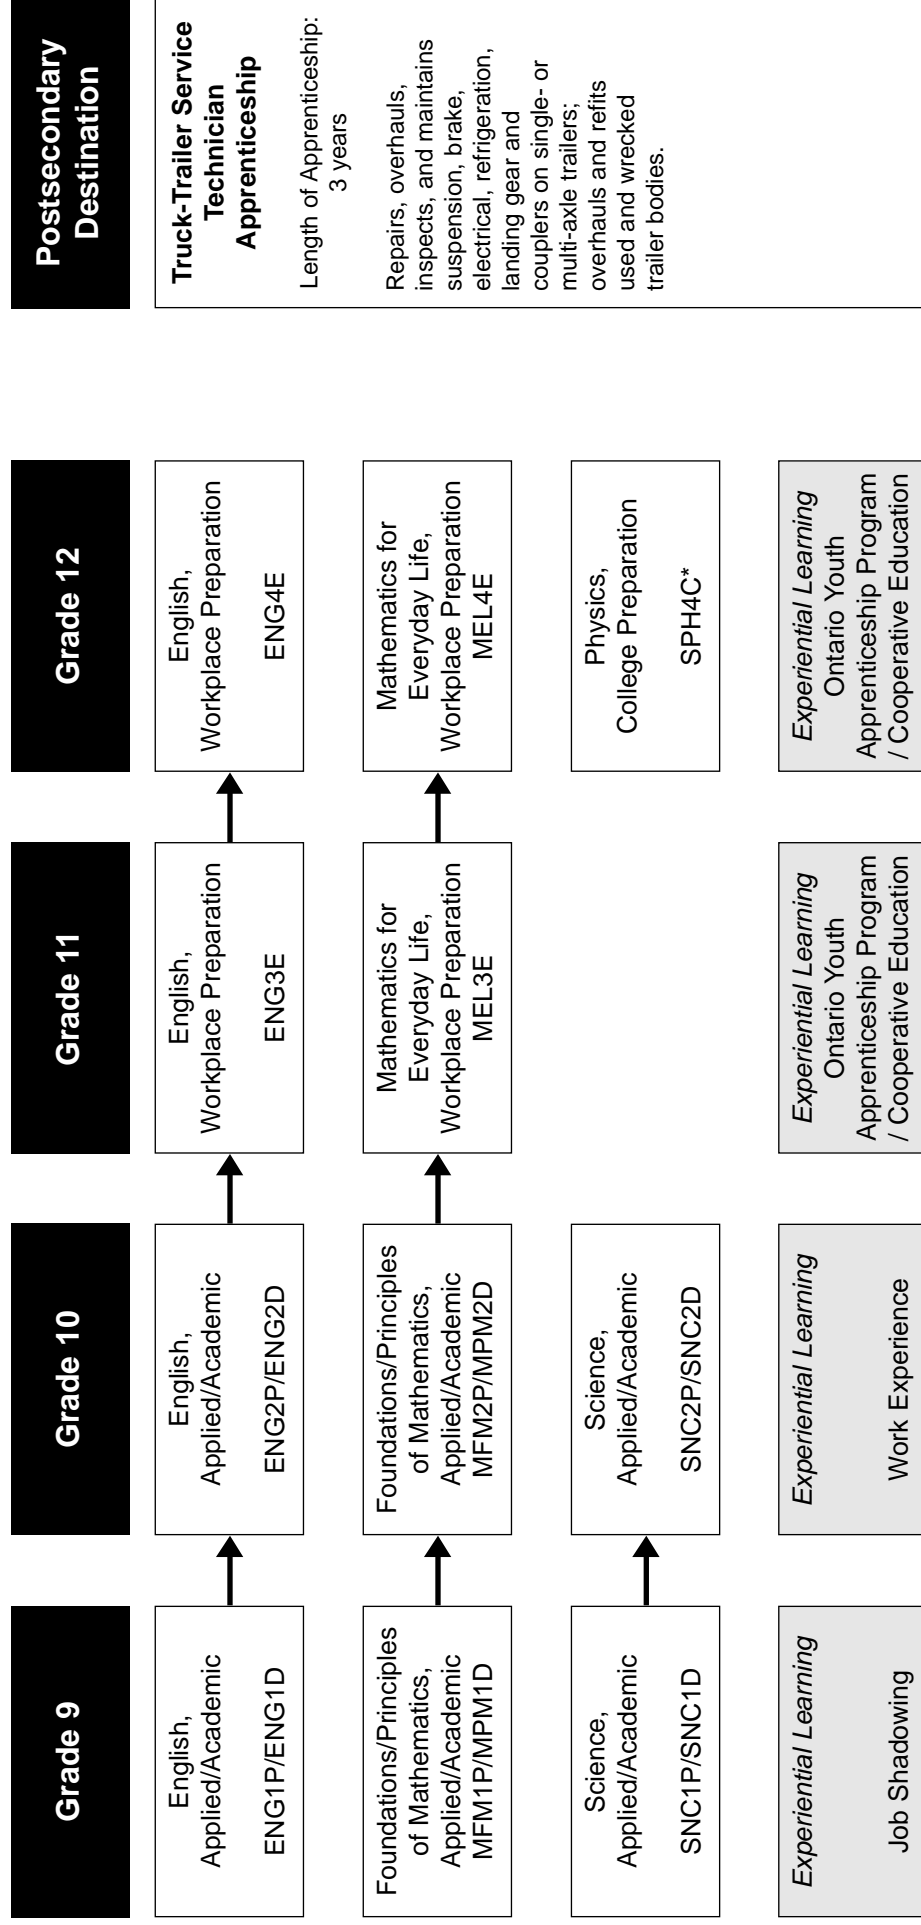 Grade 9
Grade 10
Grade 11
Grade 12
Postsecondary
Destination
English,
Applied/Academic
ENG1P/ENG1D
English,
Applied/Academic
ENG2P/ENG2D
English,
Workplace Preparation
ENG3E
English,
Workplace Preparation
ENG4E
Truck-Trailer Service
Technician
Apprenticeship
Length of Apprenticeship:
3 years
Repairs, overhauls,
inspects, and maintains
suspension, brake,
electrical, refrigeration,
landing gear and
couplers on single- or
multi-axle trailers;
overhauls and refits
used and wrecked
trailer bodies.
Foundations/Principles
of Mathematics,
Applied/Academic
MFM1P/MPM1D
Foundations/Principles
of Mathematics,
Applied/Academic
MFM2P/MPM2D
Mathematics for
Everyday Life,
Workplace Preparation
MEL3E
Mathematics for
Everyday Life,
Workplace Preparation
MEL4E
Science,
Applied/Academic
SNC1P/SNC1D
Science,
Applied/Academic
SNC2P/SNC2D
Physics,
College Preparation
SPH4C*
Experiential Learning
Job Shadowing
Experiential Learning
Work Experience
Experiential Learning
Ontario Youth
Apprenticeship Program
/ Cooperative Education
Experiential Learning
Ontario Youth
Apprenticeship Program
/ Cooperative Education